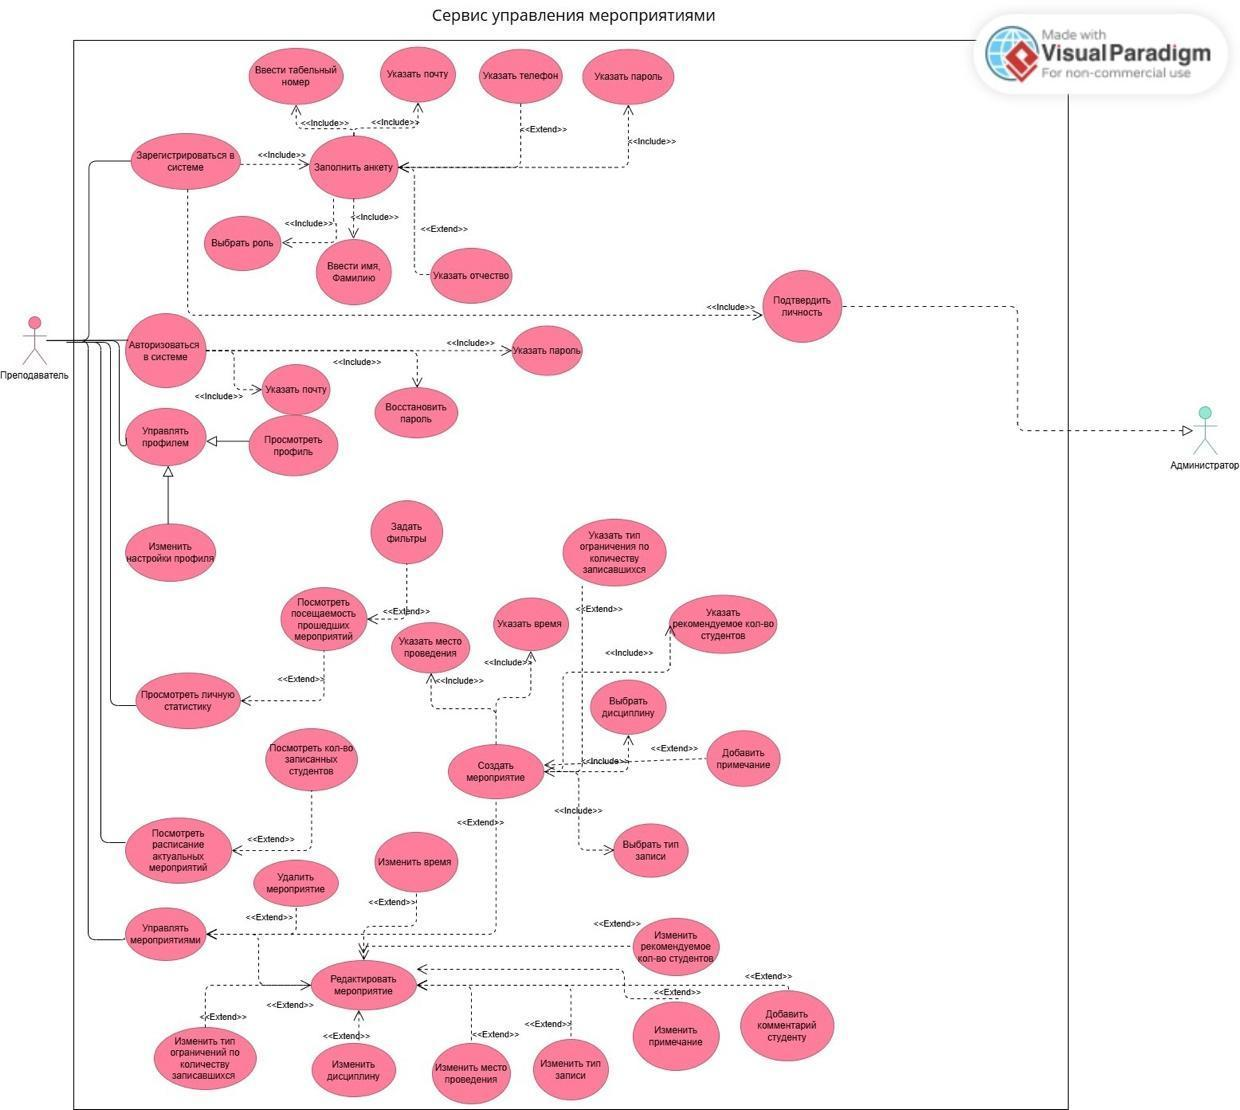 Сервис управления мероприятиями
Made with
VisualParadigm
For non-commercial use
Ввести табельный
номер
Указать почту
Указать телефон
Указать пароль
<<Include>>
<<Include>>
<<Extend>>
<<Include>>
Зарегистрироваться в
системе
<<Include>>
Заполнить анкету
<<Include>>
<<Include>>
<<Extend>>
Выбрать роль
Ввести имя,
Фамилию
Указать отчество
<<Include>>
Подтвердить
личность
Преподаватель
Авторизоваться
в системе
<<Include>>
Указать пароль
<<Include>>
<<Include>>
Указать почту
Восстановить
пароль
Управлять
профилем
Просмотреть
профиль
Администратор
Изменить
настройки профиля
Задать
фильтры
Указать тип
ограничения по
количеству
записавшихся
Посмотреть
посещаемость
прошедших
мероприятий
<<Extend>>
<<Extend>>
Указать время
Указать
рекомендуемое кол-во
студентов
Указать место
проведения
<<Include>>
<<Include>>
<<Include>>
<<Extend>>
Просмотреть личную
статистику
Выбрать
дисциплину
Посмотреть кол-во
записанных
студентов
Создать
мероприятие
<<Include>>
<<Extend>>
Добавить
примечание
<<Include>>
<<Extend>>
<<Extend>>
Посмотреть
расписание
актуальных
мероприятий
Изменить время
Выбрать тип
записи
Удалить
мероприятие
<<Extend>>
<<Extend>>
<<Extend>>
Управлять
мероприятиями
Изменить
рекомендуемое
кол-во студентов
Редактировать
мероприятие
<<Extend>>
<<Extend>>
<<Extend>>
<<Extend>>
<<Extend>>
<<Extend>>
<<Extend>>
Изменить тип
ограничений по
количеству
записавшихся
Изменить
дисциплину
Изменить место
проведения
Изменить тип
записи
Изменить
примечание
Добавить
комментарий
студенту